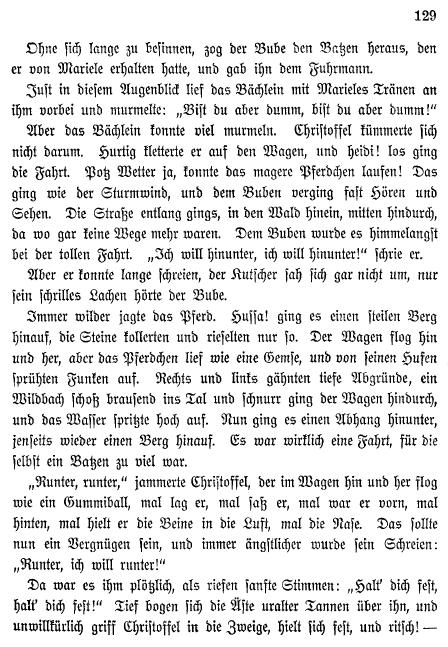 129
Ohne sich lange zu besinnen, zog der Bube den Batzen heraus, den
er von Mariele erhalten hatte, und gab ihn dem Fuhrmann.
Just in diesem Augenblick lief das Bächlein mit Marieles Tränen an
ihm vorbei und murmelte: „Bist du aber dumm, bist du aber dumm!“
Aber das Bächlein konnte viel murmeln. Christoffel kümmerte sich
nicht darum. Hurtig kletterte er auf den Wagen, und heidi! los ging
die Fahrt. Potz Wetter ja, konnte das magere Pferdchen laufen! Das
ging wie der Sturmwind, und dem Buben verging fast Hören und
Sehen. Die Straße entlang gings, in den Wald hinein, mitten hindurch,
da wo gar keine Wege mehr waren. Dem Buben wurde es himmelangst
bei der tollen Fahrt. „Ich will hinunter, ich will hinunter!“ schrie er.
Aber er konnte lange schreien, der Kutscher sah sich gar nicht um, nur
sein schrilles Lachen hörte der Bube.
Immer wilder jagte das Pferd. Hussa! ging es einen steilen Berg
hinauf, die Steine kollerten und rieselten nur so. Der Wagen flog hin
und her, aber das Pferdchen lief wie eine Gemse, und von seinen Hufen
sprühten Funken auf. Rechts und links gähnten tiefe Abgründe, ein
Wildbach schoß brausend ins Tal und schnurr ging der Wagen hindurch,
und das Wasser spritzte hoch auf. Nun ging es einen Abhang hinunter,
jenseits wieder einen Berg hinauf. Es war wirklich eine Fahrt, für die
selbst ein Batzen zu viel war.
„Runter, runter,“ jammerte Christoffel, der im Wagen hin und her flog
wie ein Gummiball, mal lag er, mal saß er, mal war er vorn, mal
hinten, mal hielt er die Beine in die Luft, mal die Nase. Das sollte
nun ein Vergnügen sein, und immer ängstlicher wurde sein Schreien:
„Runter, ich will runter!“
Da war es ihm plötzlich, als riefen sanfte Stimmen: „Halt' dich fest,
halt' dich fest!“ Tief bogen sich die Äste uralter Tannen über ihn, und
unwillkürlich griff Christoffel in die Zweige, hielt sich fest, und ritsch! —